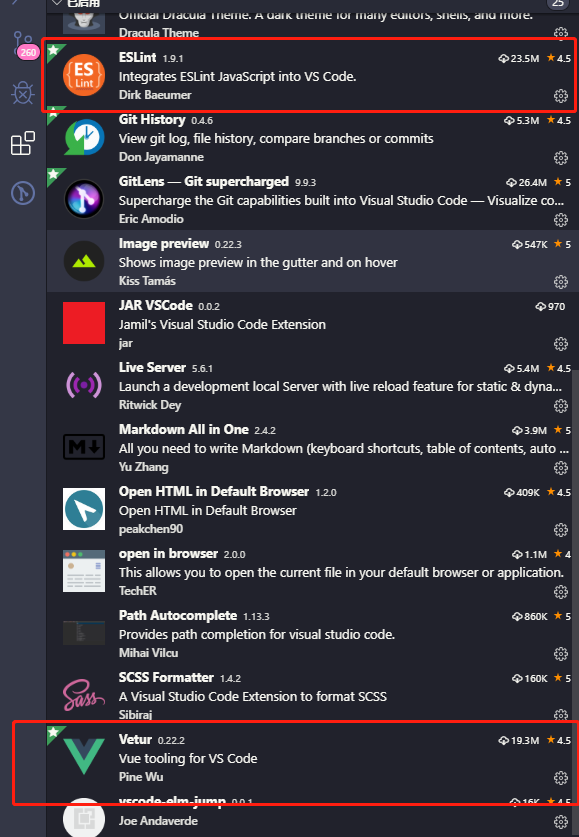 已启用
25
Official Dracula Theme. A dark theme for many editors, shells, and more.
Dracula Theme
260
ES Lint
ESLint 1.9.1 23.5M ★ 4.5
Integrates ESLint JavaScript into VS Code.
Dirk Baeumer
Git History 0.4.6 5.3M ★ 4.5
View git log, file history, compare branches or commits
Don Jayamanne
GitLens — Git supercharged 9.9.3 26.4M ★ 5
Supercharge the Git capabilities built into Visual Studio Code — Visualize co...
Eric Amodio
Image preview 0.22.3 547K ★ 5
Shows image preview in the gutter and on hover
Kiss Tamás
JAR VSCode 0.0.2 970
Jamil's Visual Studio Code Extension
jar
Live Server 5.6.1 5.4M ★ 4.5
Launch a development local Server with live reload feature for static & dyna...
Ritwick Dey
Markdown All in One 2.4.2 3.9M ★ 5
All you need to write Markdown (keyboard shortcuts, table of contents, auto ...
Yu Zhang
Open HTML in Default Browser 1.2.0 409K ★ 4.5
Open HTML in Default Browser
peakchen90
open in browser 2.0.0 1.1M ★ 4
This allows you to open the current file in your default browser or application.
TechER
Path Autocomplete 1.13.3 860K ★ 5
Provides path completion for visual studio code.
Mihai Vilcu
Sass
SCSS Formatter 1.4.2 160K ★ 5
A Visual Studio Code Extension to format SCSS
Sibiraj
Vetur 0.22.2 19.3M ★ 4.5
Vue tooling for VS Code
Pine Wu
vscode-elm-jump 0.0.1 16K ★ 4.5
Joe Andaverde